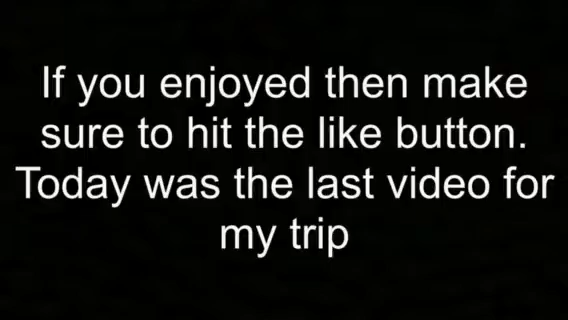 If you enjoyed then make
sure to hit the like button.
Today was the last video for
my trip